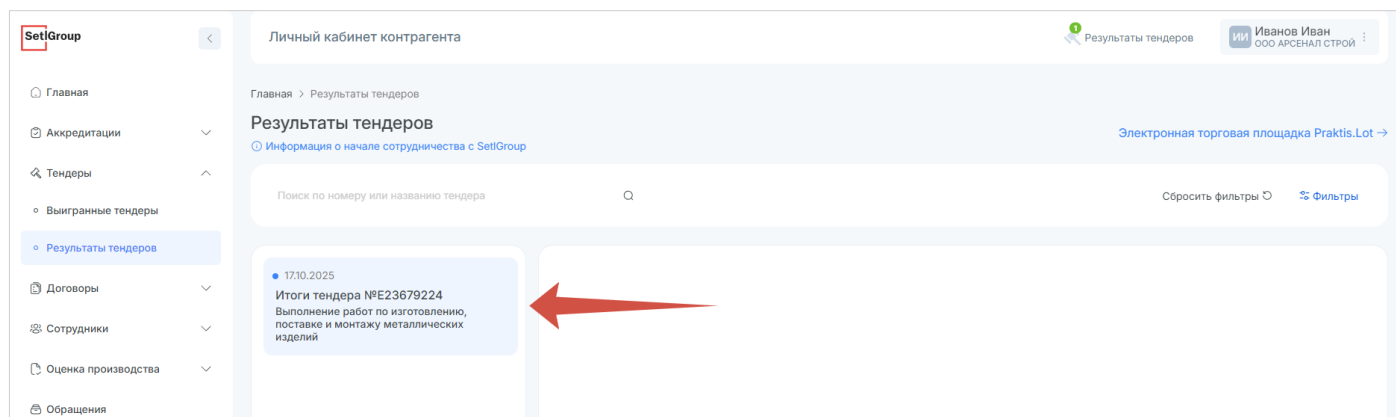 SetlGroup
Личный кабинет контрагента
1
Результаты тендеров
ИИ
Иванов Иван
ООО АРСЕНАЛ СТРОЙ
Главная
Аккредитации
Тендеры
Выигранные тендеры
Результаты тендеров
Договоры
Сотрудники
Оценка производства
Обращения
Главная > Результаты тендеров
Результаты тендеров
Информация о начале сотрудничества с SetlGroup
Электронная торговая площадка Praktis.Lot →
Поиск по номеру или названию тендера
Сбросить фильтры
Фильтры
17.10.2025
Итоги тендера №E23679224
Выполнение работ по изготовлению,
поставке и монтажу металлических
изделий